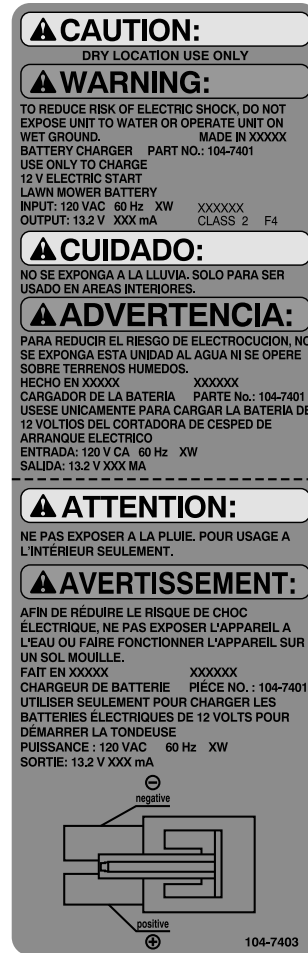 CAUTION:
DRY LOCATION USE ONLY
WARNING:
TO REDUCE RISK OF ELECTRIC SHOCK, DO NOT
EXPOSE UNIT TO WATER OR OPERATE UNIT ON
WET GROUND. MADE IN XXXXX
BATTERY CHARGER PART NO.: 104-7401
USE ONLY TO CHARGE
12 V ELECTRIC START
LAWN MOWER BATTERY
INPUT: 120 VAC 60 Hz XW XXXXXX
OUTPUT: 13.2 V XXX mA CLASS 2 F4
CUIDADO:
NO SE EXPONGA A LA LLUVIA. SOLO PARA SER
USADO EN AREAS INTERIORES.
ADVERTENCIA:
PARA REDUCIR EL RIESGO DE ELECTROCUCION, NO
SE EXPONGA ESTA UNIDAD AL AGUA NI SE OPERE
SOBRE TERRENOS HUMEDOS.
HECHO EN XXXXX XXXXXX
CARGADOR DE LA BATERIA PARTE No.: 104-7401
USESE UNICAMENTE PARA CARGAR LA BATERIA DE
12 VOLTIOS DEL CORTADORA DE CESPED DE
ARRANQUE ELECTRICO
ENTRADA: 120 V CA 60 Hz XW
SALIDA: 13.2 V XXX MA
ATTENTION:
NE PAS EXPOSER A LA PLUIE. POUR USAGE A
L'INTÉRIEUR SEULEMENT.
AVERTISSEMENT:
AFIN DE RÉDUIRE LE RISQUE DE CHOC
ÉLECTRIQUE, NE PAS EXPOSER L'APPAREIL A
L'EAU OU FAIRE FONCTIONNER L'APPAREIL SUR
UN SOL MOUILLE.
FAIT EN XXXXX XXXXXX
CHARGEUR DE BATTERIE PIÉCE NO. : 104-7401
UTILISER SEULEMENT POUR CHARGER LES
BATTERIES ÉLECTRIQUES DE 12 VOLTS POUR
DÉMARRER LA TONDEUSE
PUISSANCE : 120 VAC 60 Hz XW
SORTIE: 13.2 V XXX mA
negative
positive
104-7403